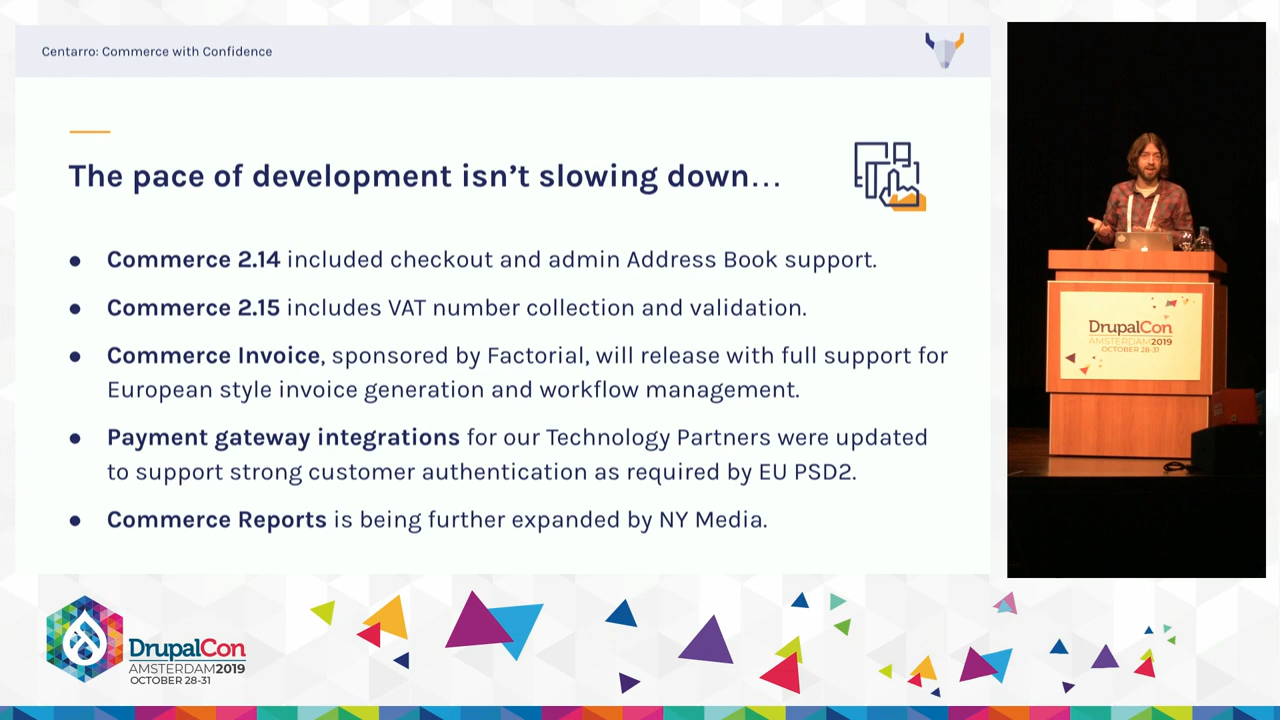 Centarro: Commerce with Confidence
The pace of development isn't slowing down...
● Commerce 2.14 included checkout and admin Address Book support.
● Commerce 2.15 includes VAT number collection and validation.
● Commerce Invoice, sponsored by Factorial, will release with full support for
European style invoice generation and workflow management.
● Payment gateway integrations for our Technology Partners were updated
to support strong customer authentication as required by EU PSD2.
● Commerce Reports is being further expanded by NY Media.
DrupalCon
AMSTERDAM2019
OCTOBER 28-31
DrupalCon
AMSTERDAM2019
OCTOBER 28-31